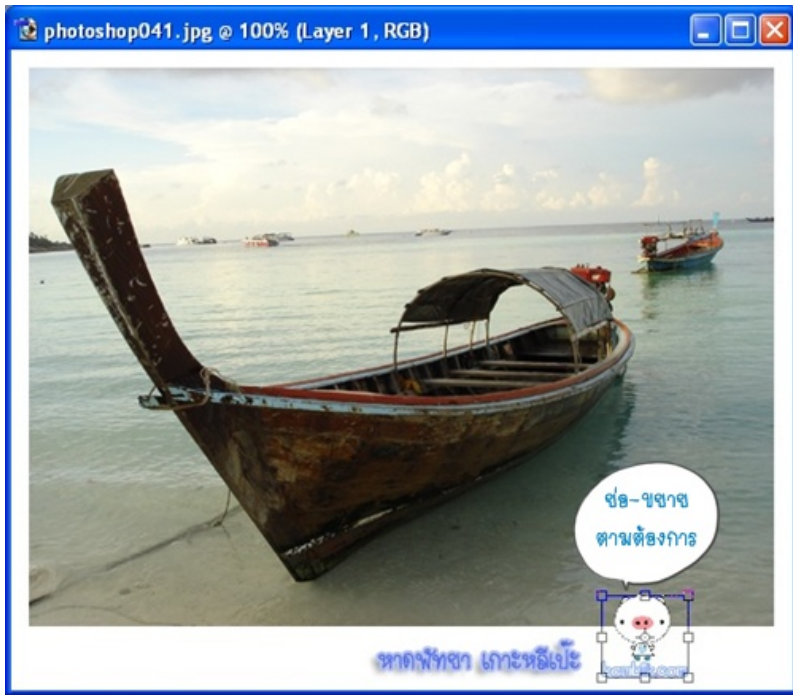 photoshop041.jpg @ 100% (Layer 1, RGB)
ย่อ-ขยาย
ตามต้องการ
หาดพัทยา เกาะหลีเป๊ะ